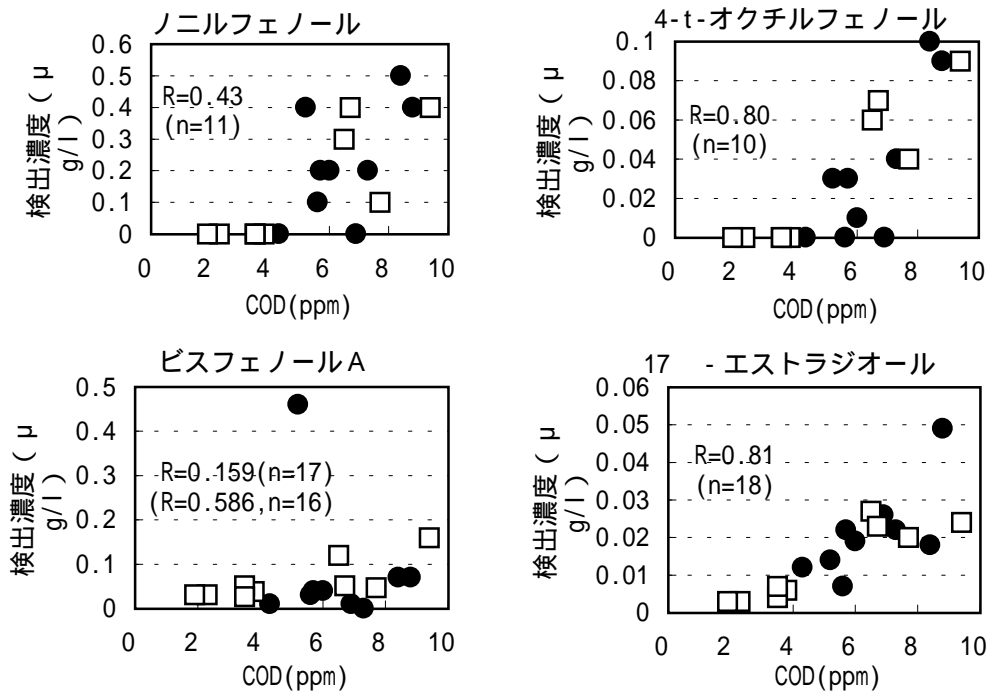 ノニルフェノール
0.6
0.5
0.4
0.3
0.2
0.1
0
検出濃度(μ
g/l)
R=0.43
(n=11)
0 2 4 6 8 10
COD(ppm)
4-t-オクチルフェノール
0.1
0.08
0.06
0.04
0.02
0
検出濃度(μ
g/l)
R=0.80
(n=10)
0 2 4 6 8 10
COD(ppm)
ビスフェノールA
0.5
0.4
0.3
0.2
0.1
0
検出濃度(μ
g/l)
R=0.159(n=17)
(R=0.586,n=16)
0 2 4 6 8 10
COD(ppm)
17 -エストラジオール
0.06
0.05
0.04
0.03
0.02
0.01
0
検出濃度(μ
g/l)
R=0.81
(n=18)
0 2 4 6 8 10
COD(ppm)